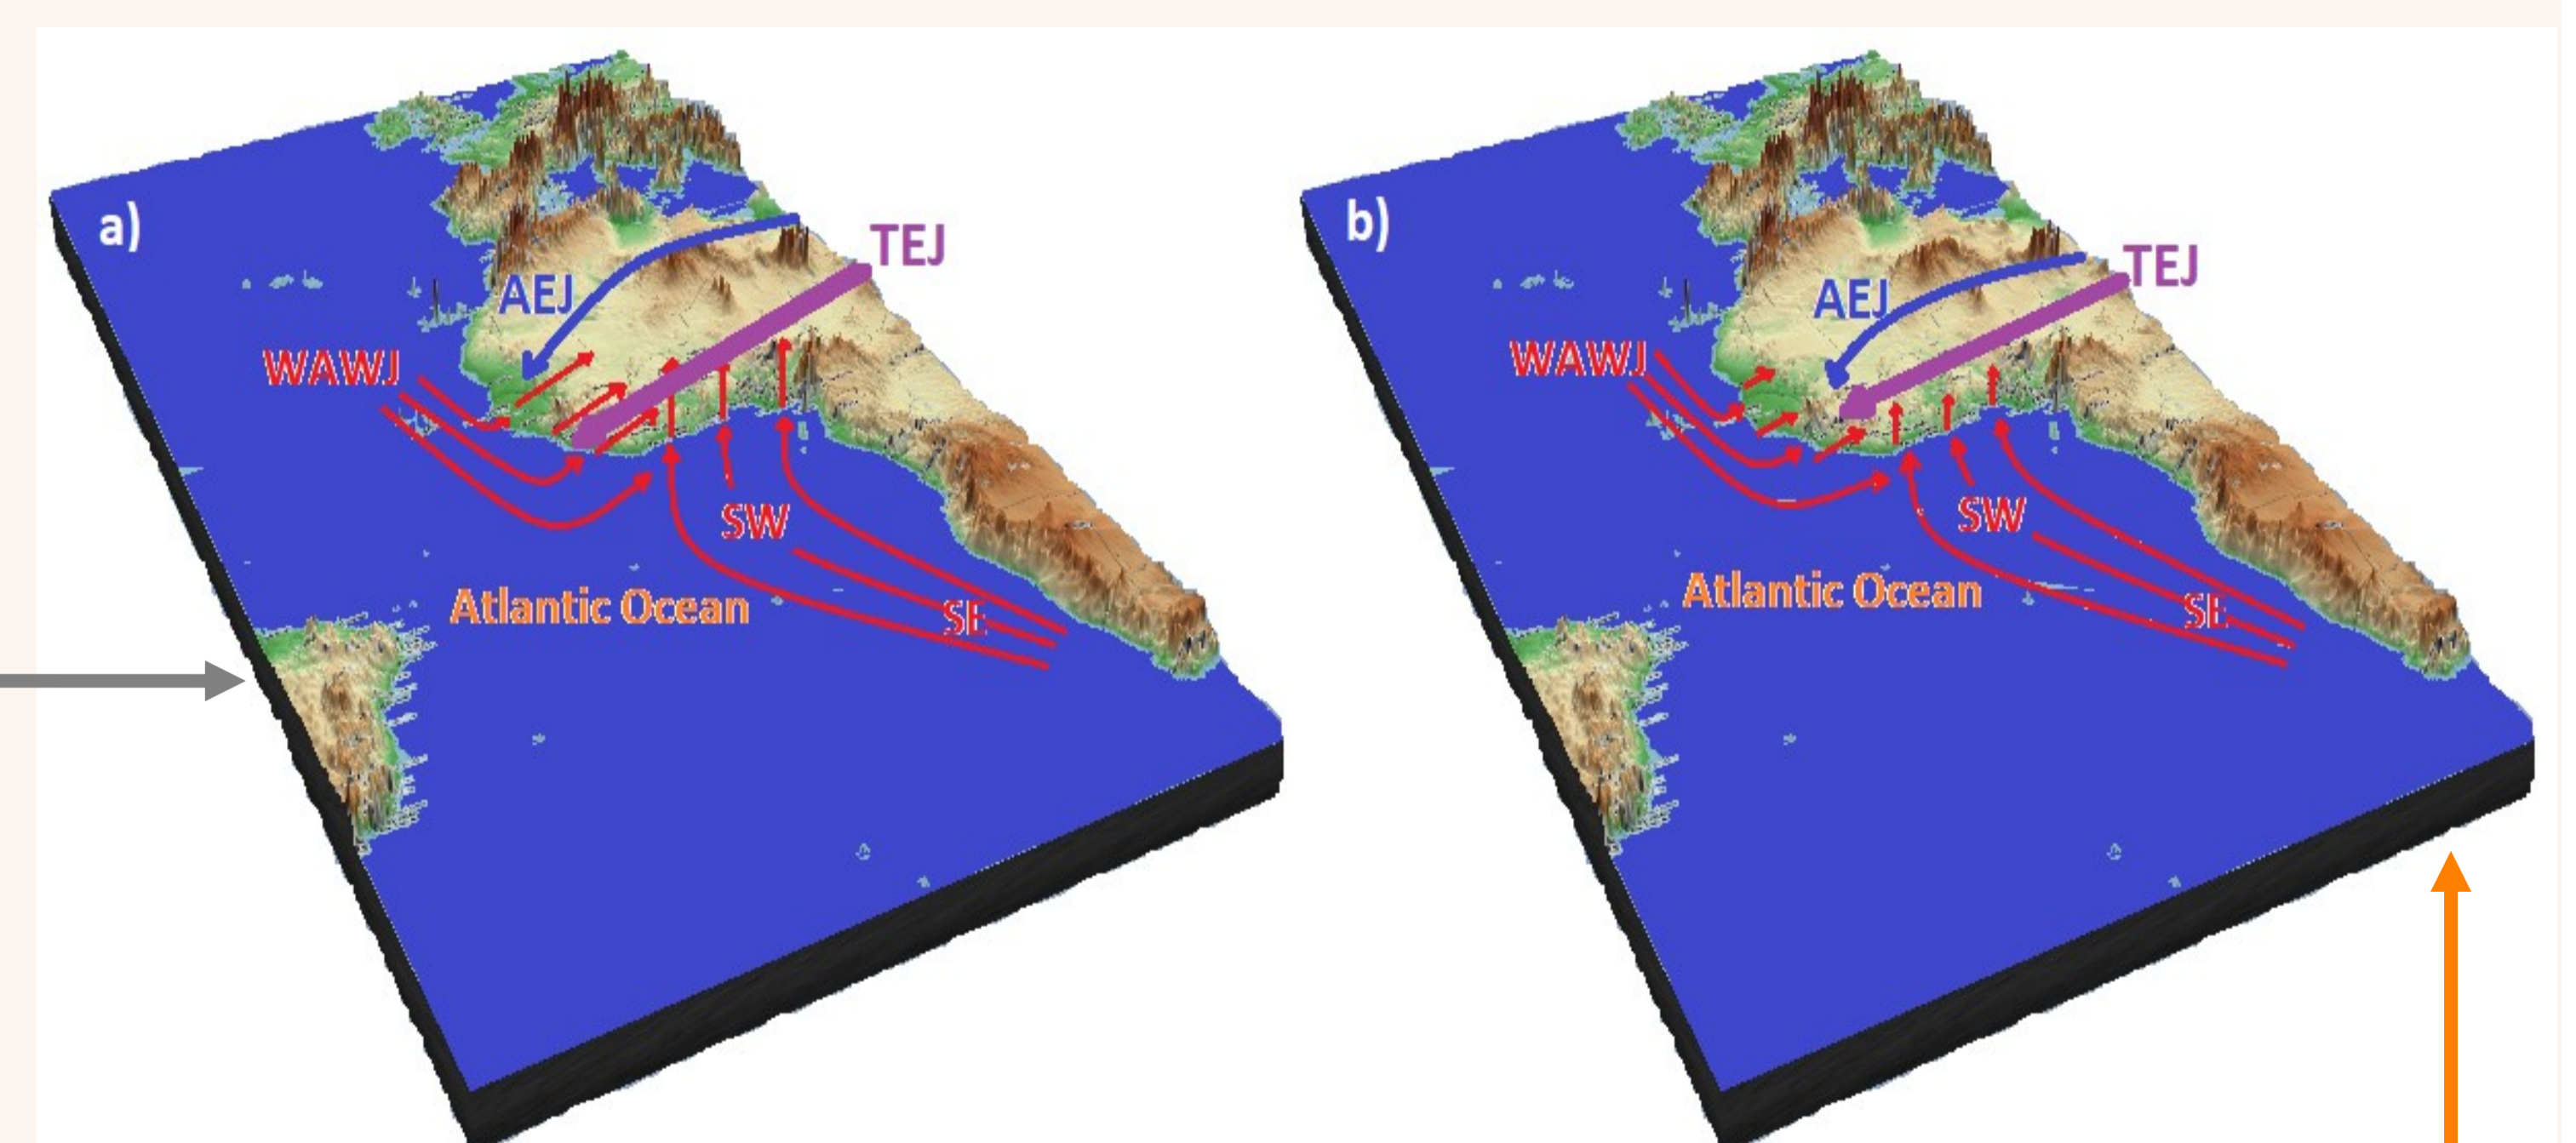 a)
TEJ
AEJ
WAWJ
SW
Atlantic Ocean
SE
b)
TEJ
AEJ
WAWJ
SW
Atlantic Ocean
SE